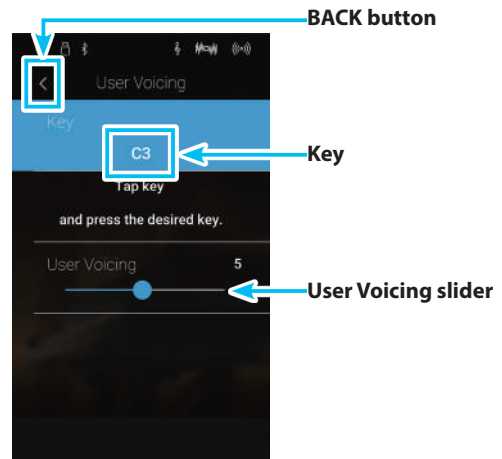 BACK button
User Voicing
Key
C3
Key
Tap key
and press the desired key.
User Voicing 5
User Voicing slider